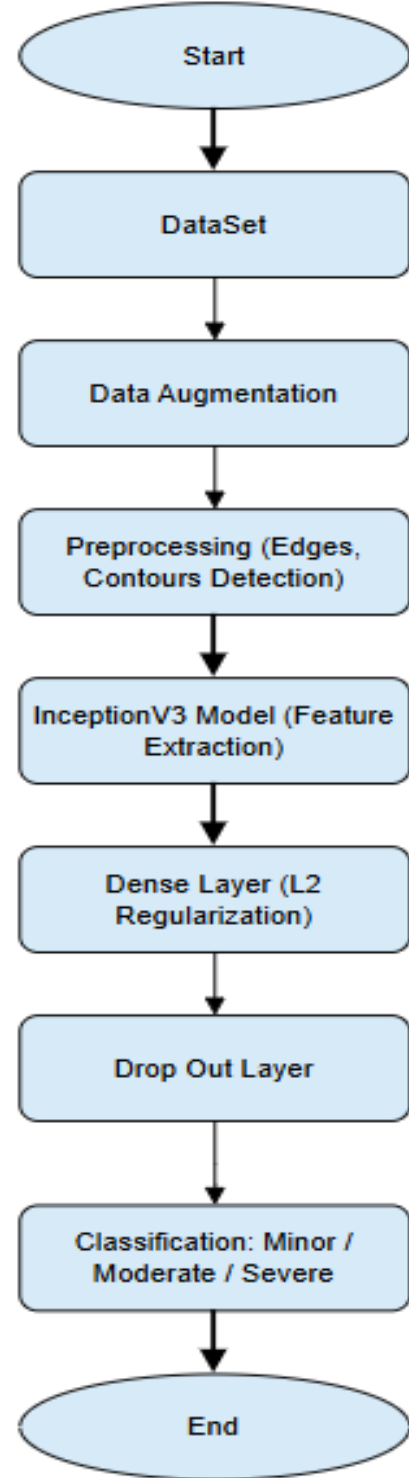 Start
DataSet
Data Augmentation
Preprocessing (Edges,
Contours Detection)
InceptionV3 Model (Feature
Extraction)
Dense Layer (L2
Regularization)
Drop Out Layer
Classification: Minor /
Moderate / Severe
End